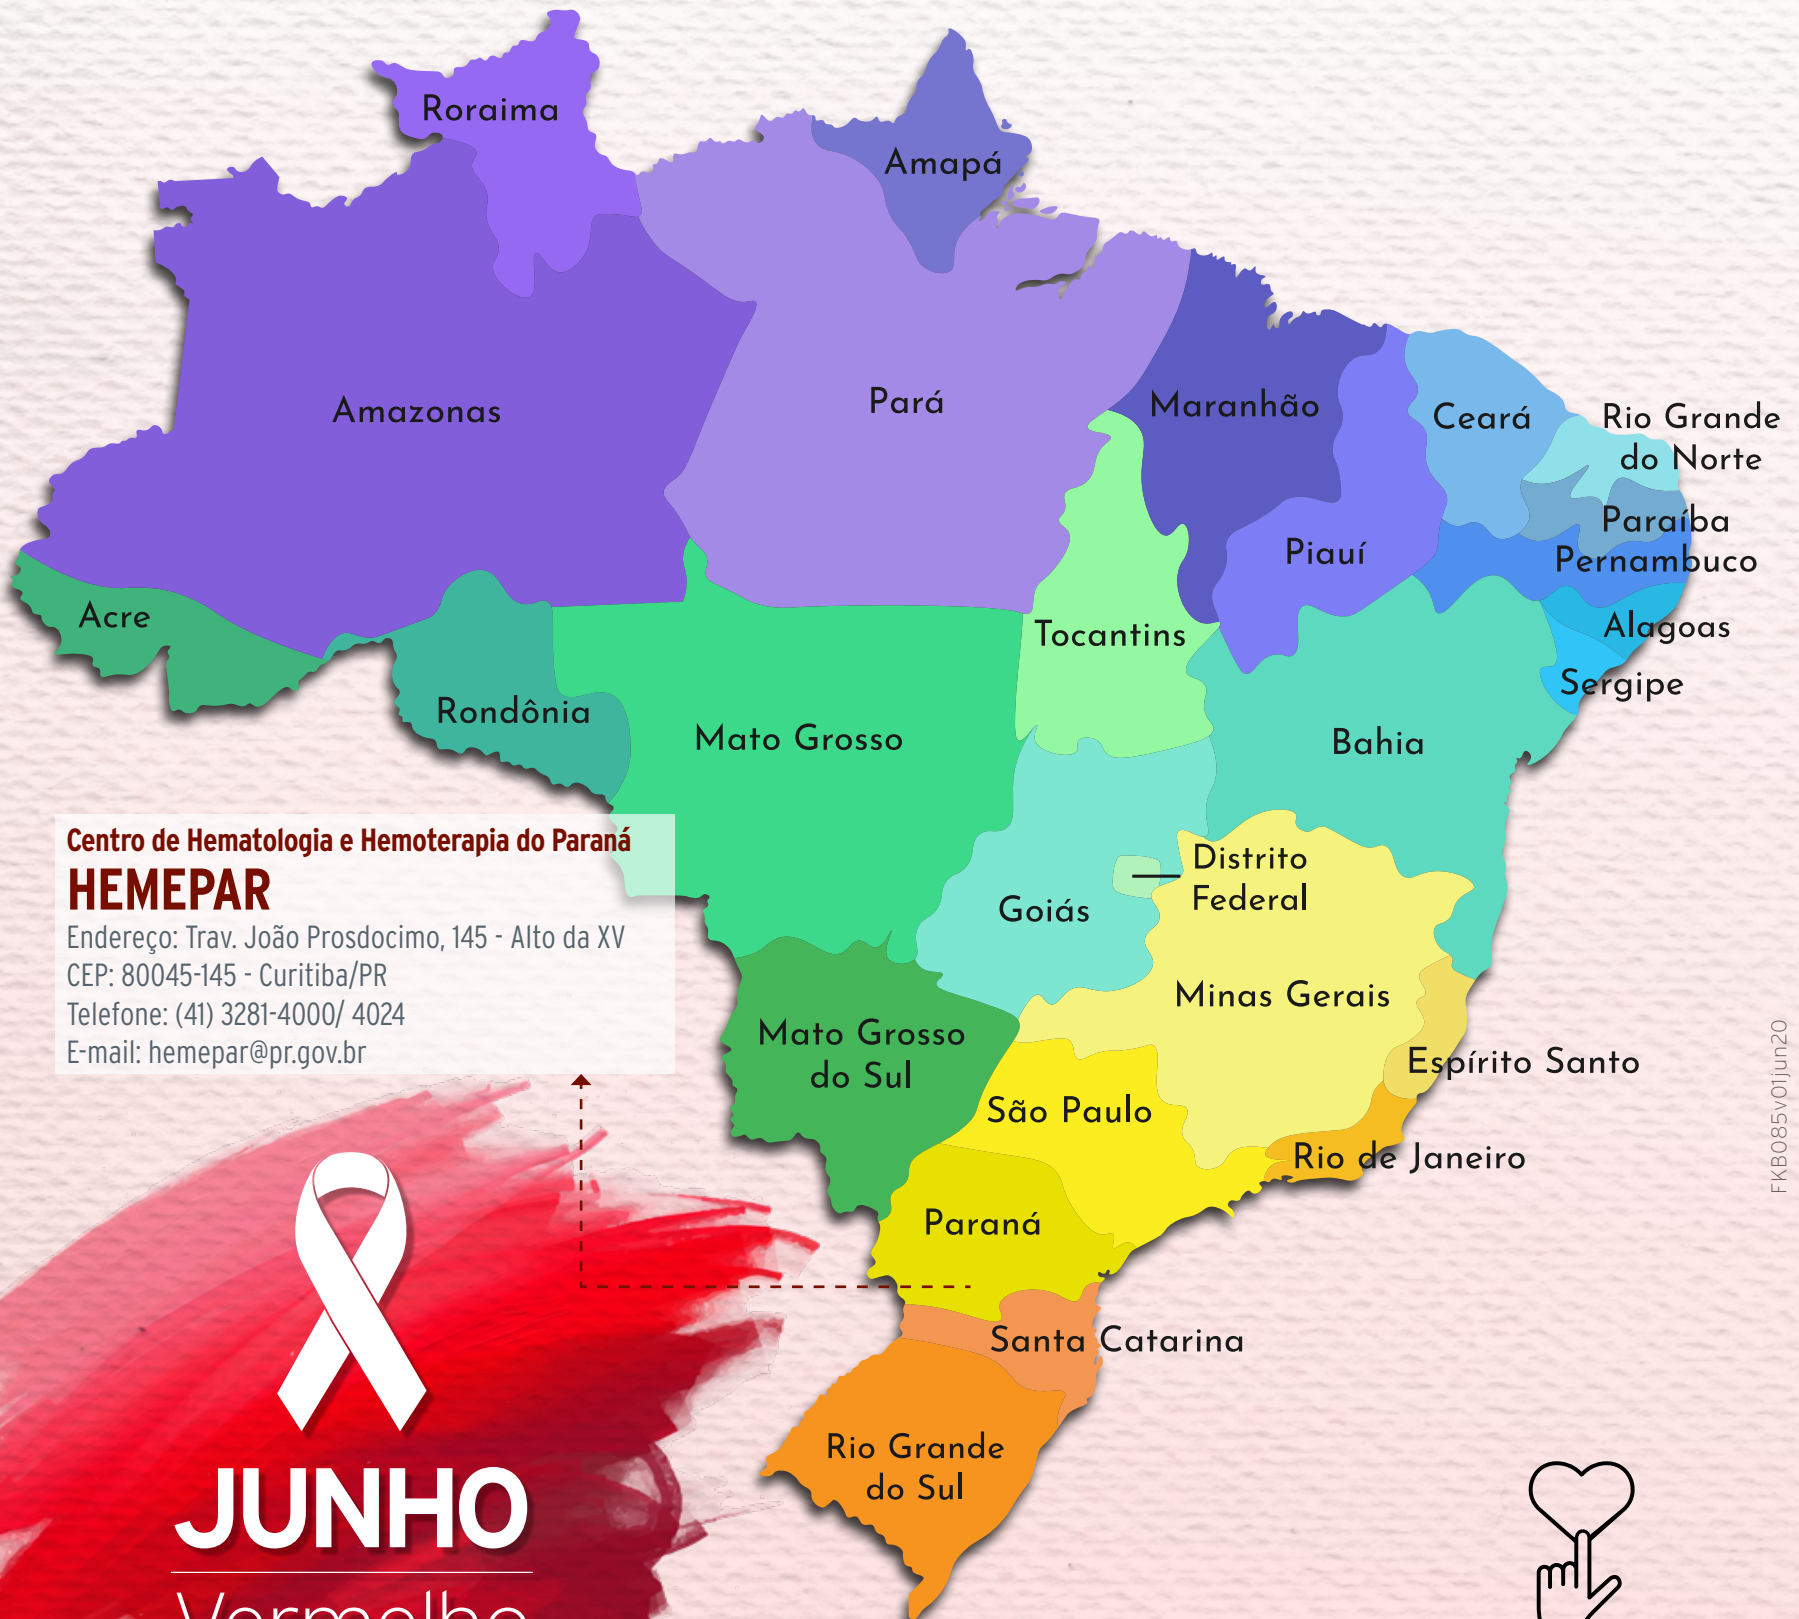 Roraima
Amapá
Amazonas
Pará
Maranhão
Ceará
Rio Grande
do Norte
Paraíba
Piauí
Pernambuco
Acre
Tocantins
Alagoas
Sergipe
Rondônia
Mato Grosso
Bahia
Centro de Hematologia e Hemoterapia do Paraná
HEMEPAR
Endereço: Trav. João Prosdocimo, 145 - Alto da XV
CEP: 80045-145 - Curitiba/PR
Telefone: (41) 3281-4000/ 4024
E-mail: hemepar@pr.gov.br
Distrito
Federal
Goiás
Minas Gerais
Mato Grosso
do Sul
Espírito Santo
São Paulo
Rio de Janeiro
Paraná
Santa Catarina
Rio Grande
do Sul
FKB085v01jun20
JUNHO
Vermelho